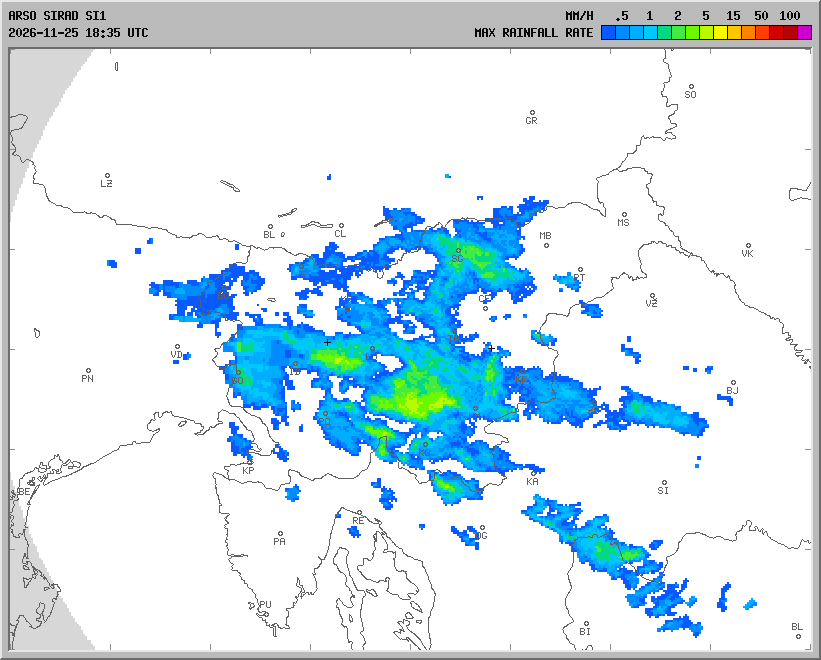 ARSO SIRAD SI1
2026-11-25 18:35 UTC
MM/H .5 1 2 5 15 50 100
MAX RAINFALL RATE
SO
GR
LZ
MS
BL
CL
MB
VK
SG
PT
CE
VZ
VD
PN
BJ
GO
KK
KP
KA
SI
BE
RE
PA
OG
PU
BI
BL